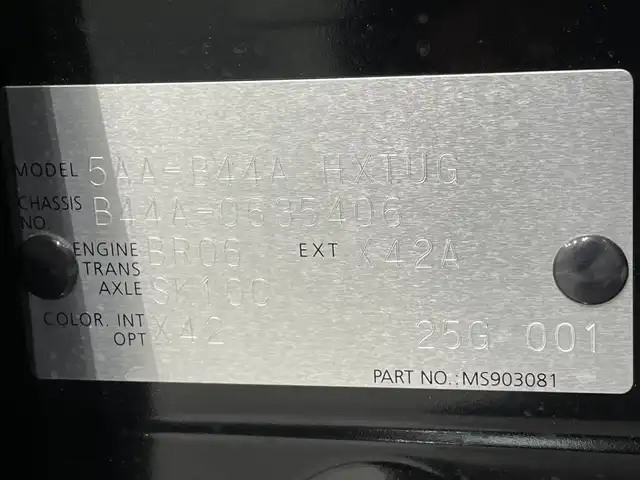 MODEL 5AA-B44A HXTUG
CHASSIS NO. B44A-0535406
ENGINE BR06 EXT X42A
TRANS AXLE SK10C
COLOR. INT X42 25G 001
OPT
PART NO.:MS903081